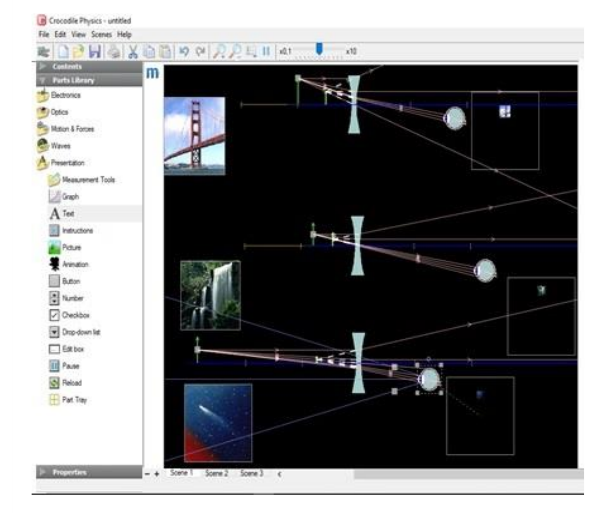 Crocodile Physics - untitled
File Edit View Scenes Help
x0,1 x10
Contents
Parts Library
Electronics
Optics
Motion & Forces
Waves
Presentation
Measurement Tools
Graph
A Text
Instructions
Picture
Animation
Button
Number
Checkbox
Drop-down list
Edit box
Pause
Reload
Part Tray
Properties
m
- + Scene 1 Scene 2 Scene 3 <